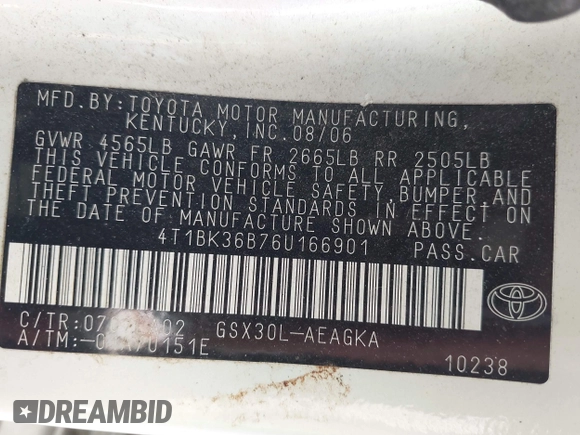 MFD.BY:TOYOTA MOTOR MANUFACTURING,
KENTUCKY, INC. 08/06
GVWR 4565LB GAWR FR 2665LB RR 2505LB
THIS VEHICLE CONFORMS TO ALL APPLICABLE
FEDERAL MOTOR VEHICLE SAFETY, BUMPER, AND
THEFT PREVENTION STANDARDS IN EFFECT ON
THE DATE OF MANUFACTURE SHOWN ABOVE.
4T1BK36B76U166901 PASS.CAR
GSX30L-AEAGKA
10238
DREAMBID